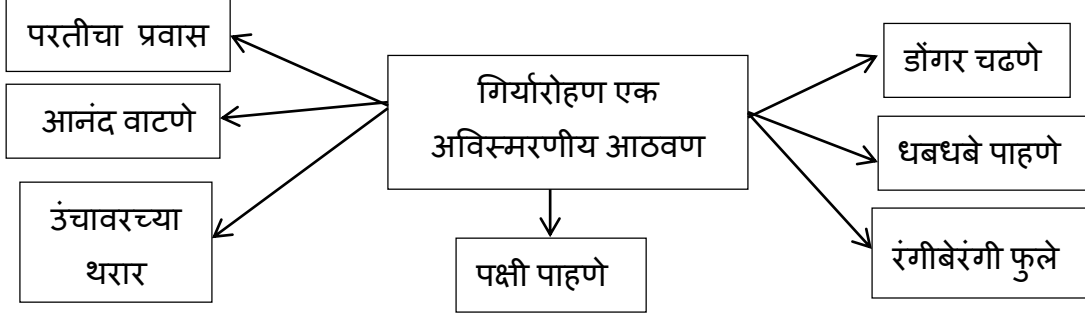 परतीचा प्रवास
आनंद वाटणे
उंचावरच्या
थरार
गिर्यारोहण एक
अविस्मरणीय आठवण
पक्षी पाहणे
डोंगर चढणे
धबधबे पाहणे
रंगीबेरंगी फुले